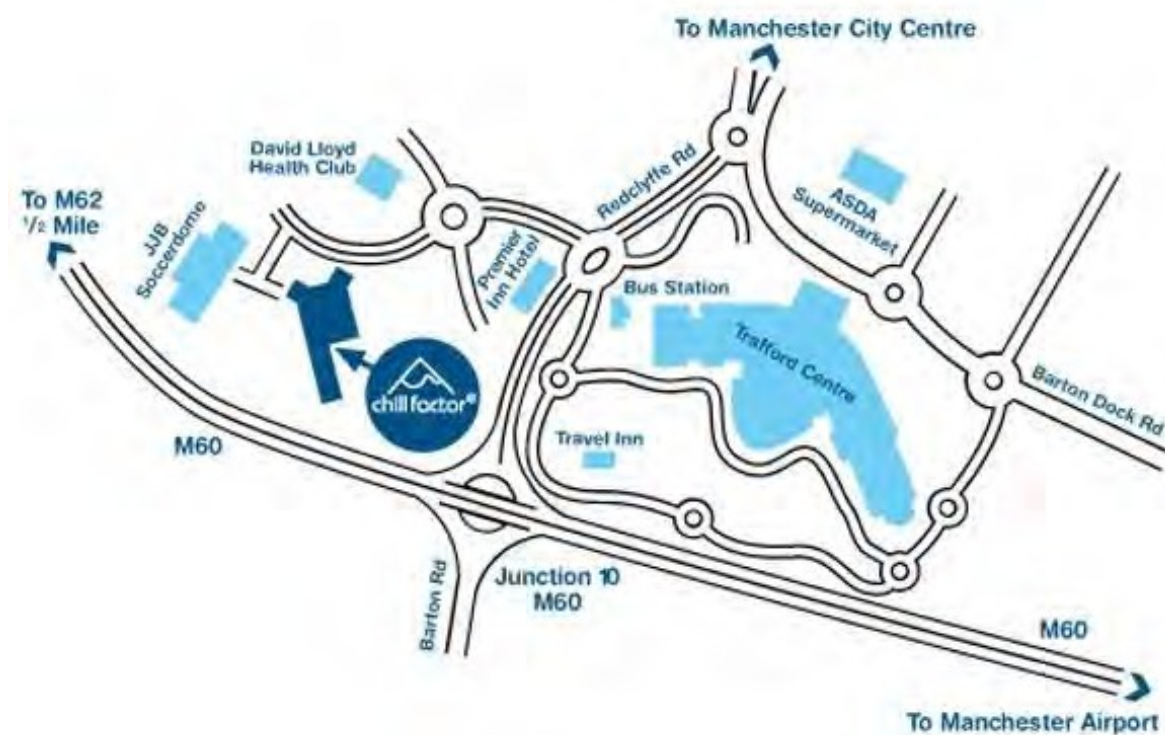 To Manchester City Centre
David Lloyd
Health Club
Redclyffe Rd
ASDA
Supermarket
To M62
½ Mile
JJB
Soccerdome
Premier
Inn Hotel
Bus Station
Trafford Centre
chill factor®
Barton Dock Rd
M60
Travel Inn
Barton Rd
Junction 10
M60
M60
To Manchester Airport